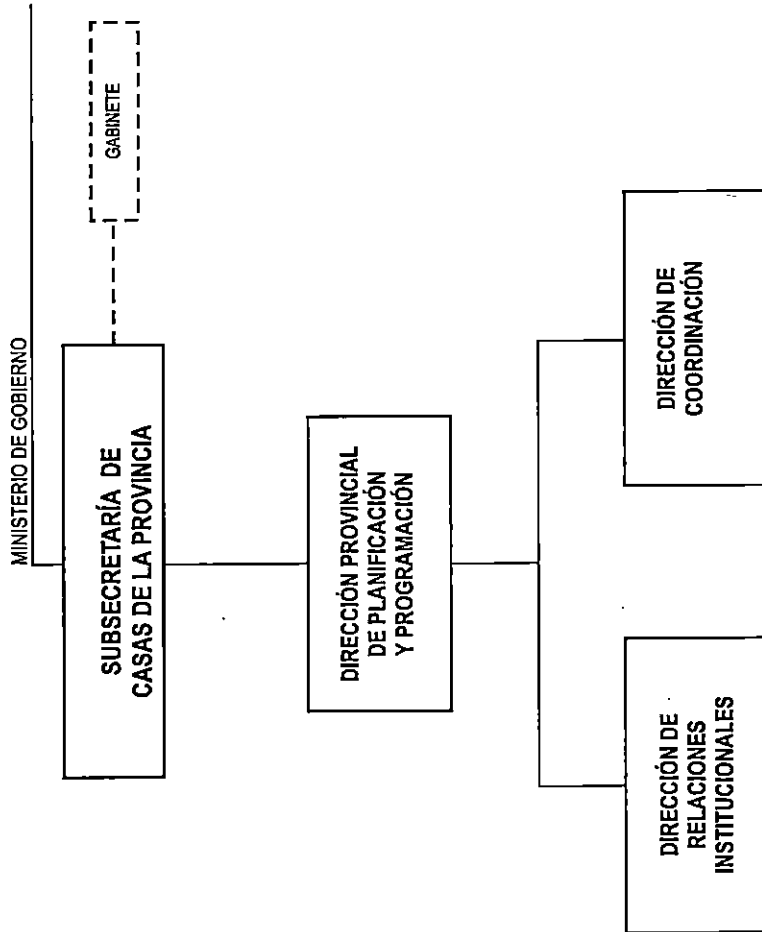 MINISTERIO DE GOBIERNO
SUBSECRETARÍA DE
CASAS DE LA PROVINCIA
GABINETE
DIRECCIÓN PROVINCIAL
DE PLANIFICACIÓN
Y PROGRAMACIÓN
DIRECCIÓN DE
RELACIONES
INSTITUCIONALES
DIRECCIÓN DE
COORDINACIÓN